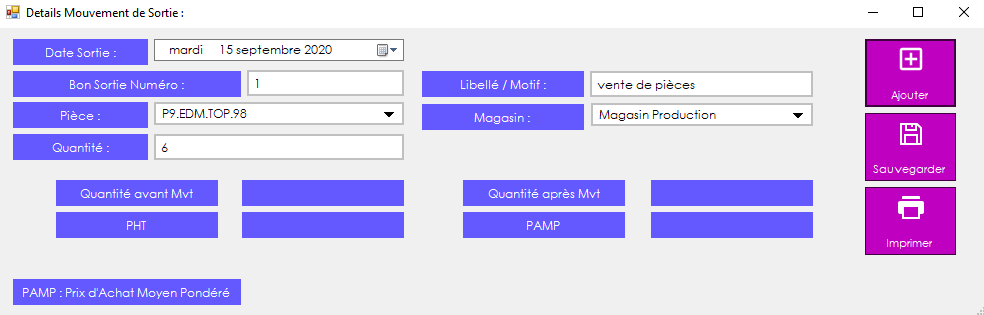 Details Mouvement de Sortie :
Date Sortie :
mardi 15 septembre 2020
Bon Sortie Numéro :
1
Libellé / Motif :
vente de pièces
Pièce :
P9.EDM.TOP.98
Magasin :
Magasin Production
Quantité :
6
Quantité avant Mvt
Quantité après Mvt
PHT
PAMP
PAMP : Prix d'Achat Moyen Pondéré
Ajouter
Sauvegarder
Imprimer